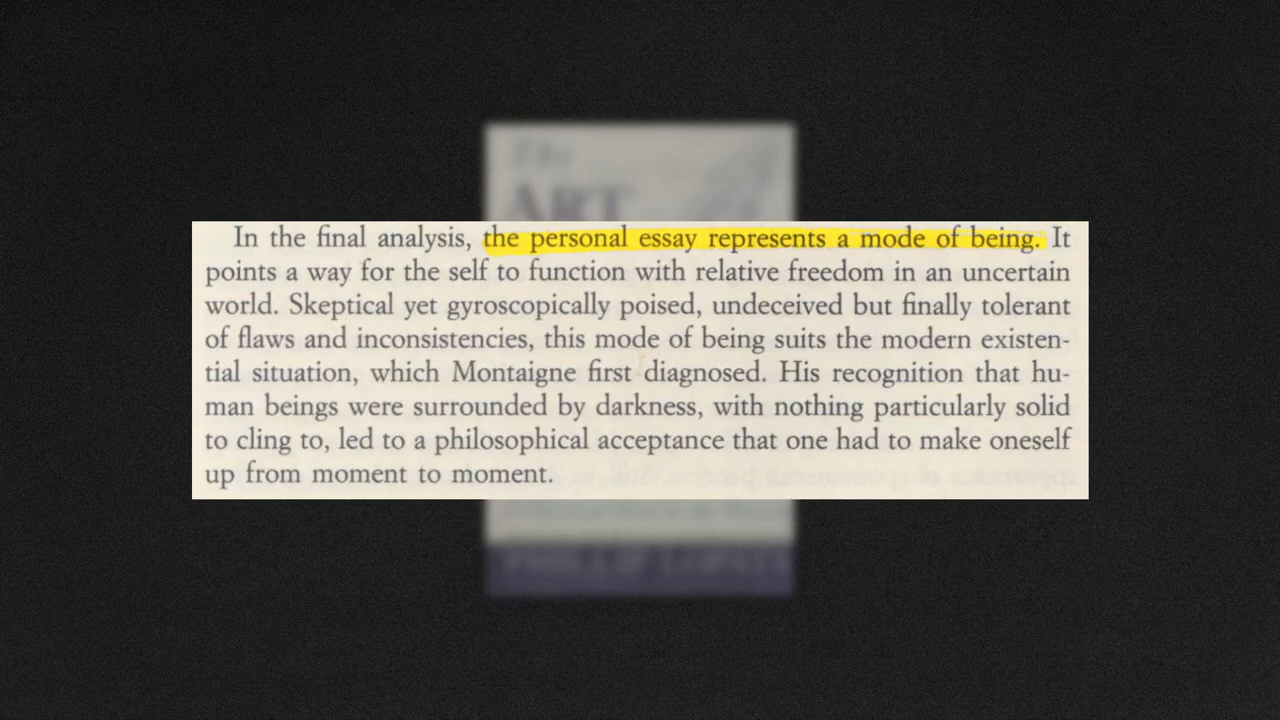 The
ART
In the final analysis, the personal essay represents a mode of being. It
points a way for the self to function with relative freedom in an uncertain
world. Skeptical yet gyroscopically poised, undeceived but finally tolerant
of flaws and inconsistencies, this mode of being suits the modern existen-
tial situation, which Montaigne first diagnosed. His recognition that hu-
man beings were surrounded by darkness, with nothing particularly solid
to cling to, led to a philosophical acceptance that one had to make oneself
up from moment to moment.